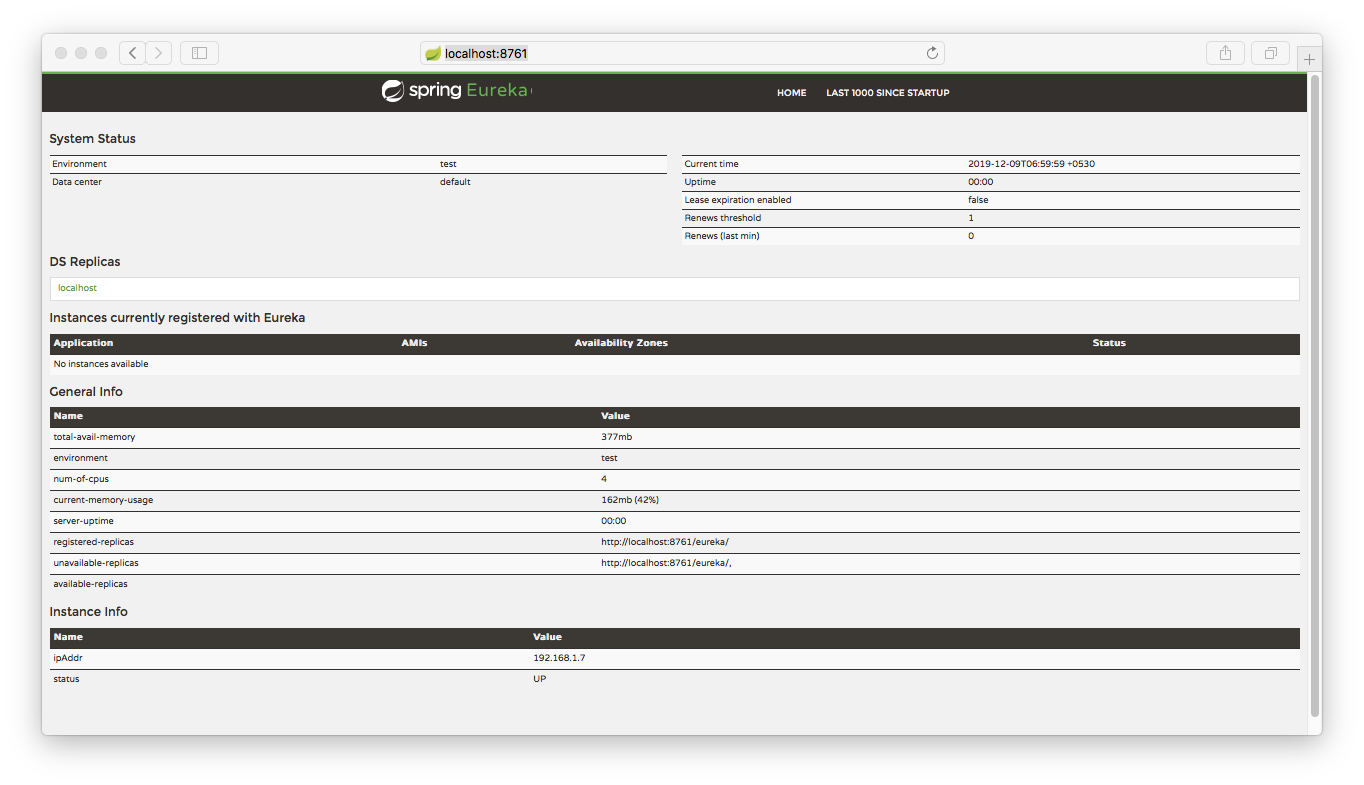 localhost:8761
spring Eureka
HOME LAST 1000 SINCE STARTUP
System Status
Environment test
Data center default
Current time 2019-12-09T06:59:59 +0530
Uptime 00:00
Lease expiration enabled false
Renews threshold 1
Renews (last min) 0
DS Replicas
localhost
Instances currently registered with Eureka
Application AMIs Availability Zones Status
No instances available
General Info
Name Value
total-avail-memory 377mb
environment test
num-of-cpus 4
current-memory-usage 162mb (42%)
server-uptime 00:00
registered-replicas http://localhost:8761/eureka/
unavailable-replicas http://localhost:8761/eureka/,
available-replicas
Instance Info
Name Value
ipAddr 192.168.1.7
status UP